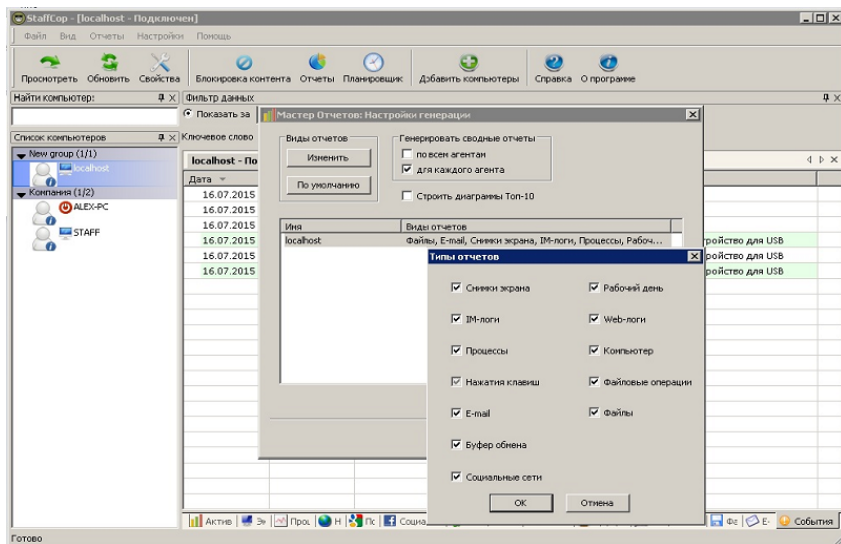 StaffCop - [localhost - Подключен]
Файл Вид Отчеты Настройки Помощь
Просмотреть Обновить Свойства Блокировка контента Отчеты Планировщик Добавить компьютеры Справка О программе
Найти компьютер:
Фильтр данных
Показать за
Список компьютеров
Ключевое слово
New group (1/1)
localhost
Компания (1/2)
ALEX-PC
STAFF
localhost - По
Дата
16.07.2015
16.07.2015
16.07.2015
16.07.2015 ройство для USB
16.07.2015 ройство для USB
16.07.2015 ройство для USB
Мастер Отчетов: Настройки генерации
Виды отчетов
Изменить
По умолчанию
Генерировать сводные отчеты
по всем агентам
для каждого агента
Строить диаграммы Топ-10
Имя Виды отчетов
localhost Файлы, E-mail, Снимки экрана, IM-логи, Процессы, Рабоч...
Типы отчетов
Снимки экрана Рабочий день
IM-логи Web-логи
Процессы Компьютер
Нажатия клавиш Файловые операции
E-mail Файлы
Буфер обмена
Социальные сети
OK Отмена
Актив Эк Проц Н Пс Социа Фа E- События
Готово